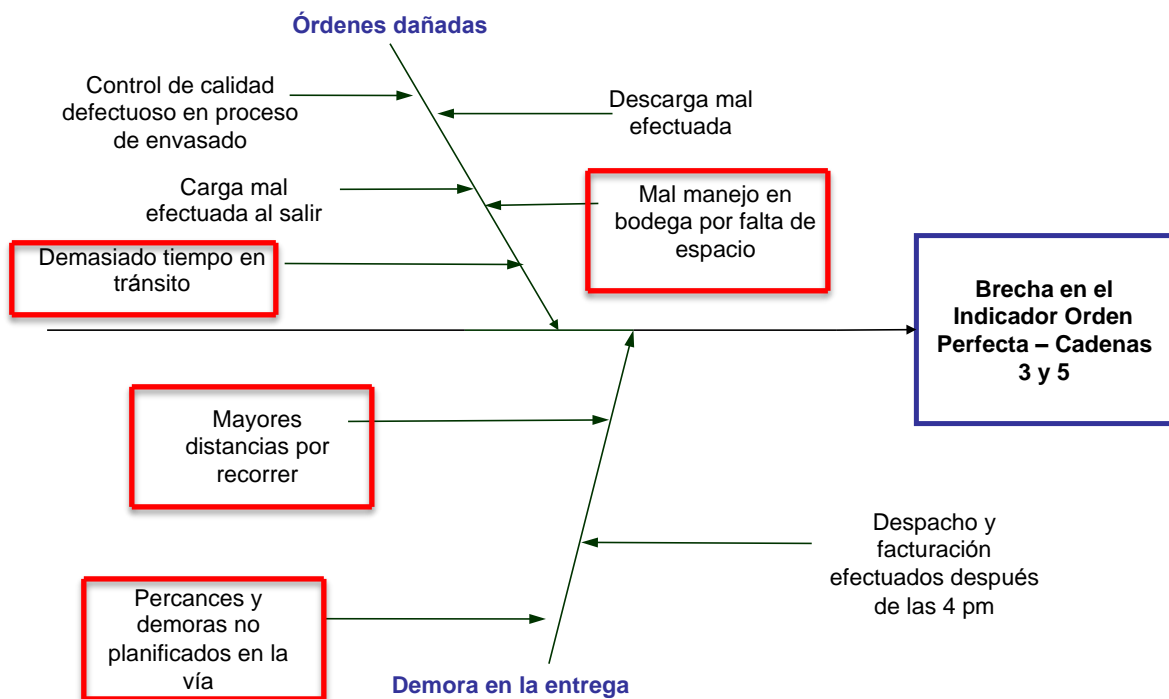 Órdenes dañadas
Control de calidad
defectuoso en proceso
de envasado
Descarga mal
efectuada
Carga mal
efectuada al salir
Mal manejo en
bodega por falta de
espacio
Demasiado tiempo en
tránsito
Brecha en el
Indicador Orden
Perfecta – Cadenas
3 y 5
Mayores
distancias por
recorrer
Despacho y
facturación
efectuados después
de las 4 pm
Percances y
demoras no
planificados en la
vía
Demora en la entrega